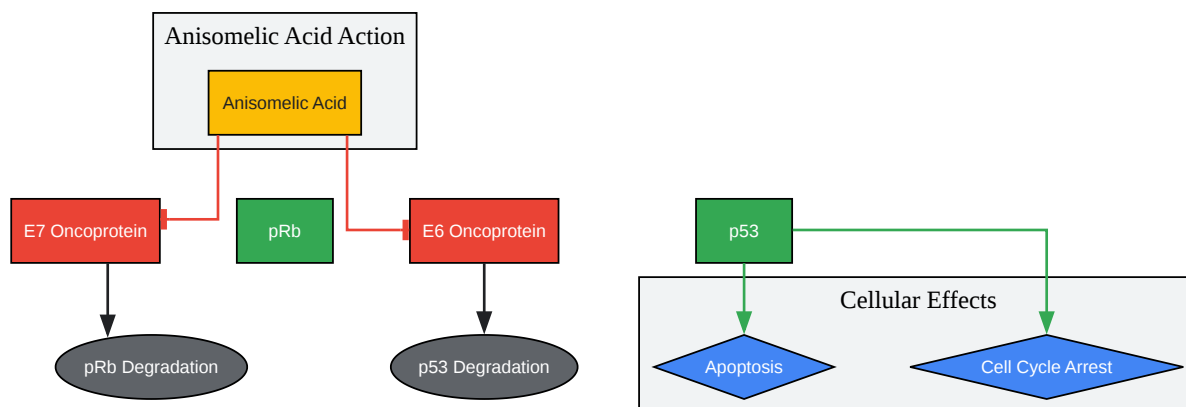 Anisomelic Acid Action
Anisomelic Acid
E7 Oncoprotein
pRb
E6 Oncoprotein
p53
Cellular Effects
pRb Degradation
p53 Degradation
Apoptosis
Cell Cycle Arrest